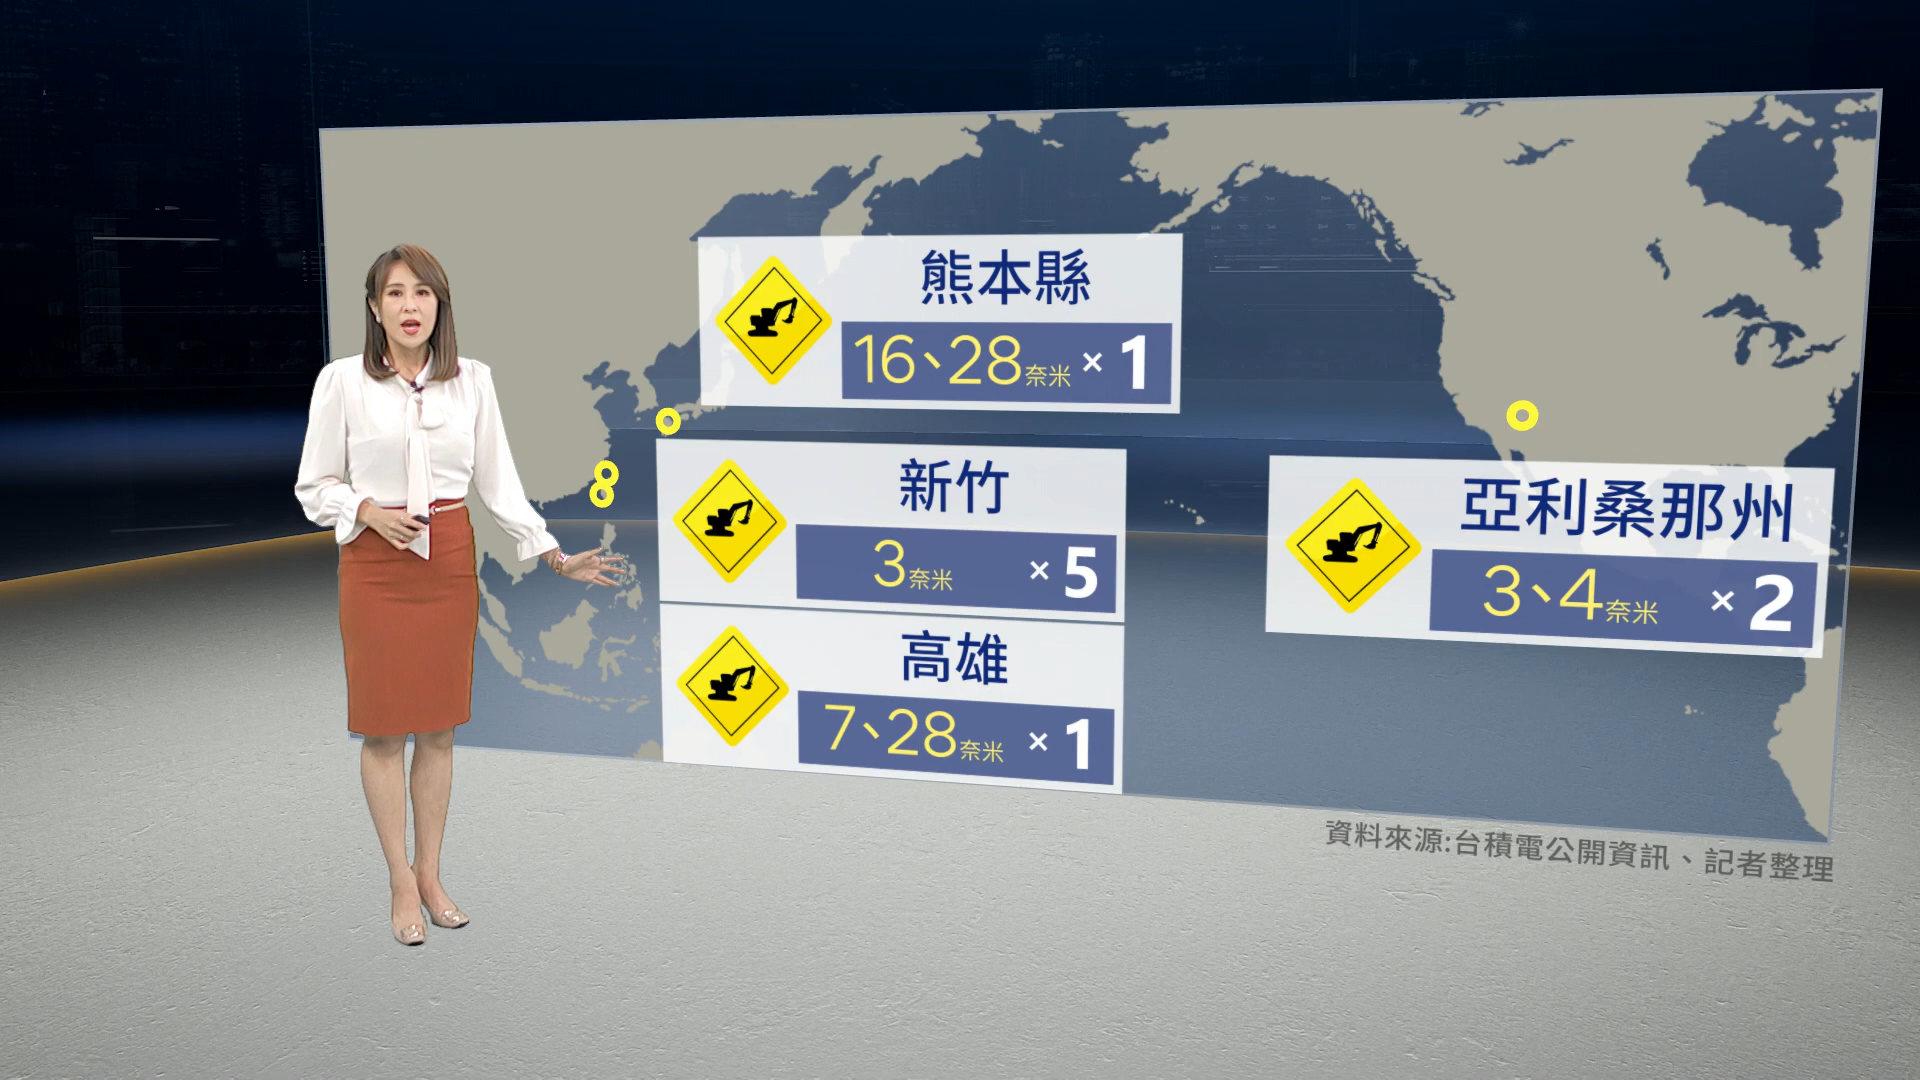 熊本縣
16、28奈米 × 1
新竹
3奈米 × 5
高雄
7、28奈米 × 1
亞利桑那州
3、4奈米 × 2
資料來源:台積電公開資訊、記者整理